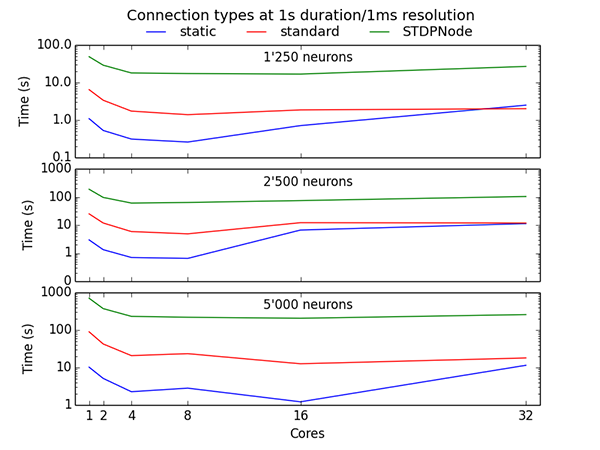 Connection types at 1s duration/1ms resolution
static standard STDPNode
1'250 neurons
100.0
10.0
1.0
0.1
Time (s)
2'500 neurons
1000
100
10
1
0
Time (s)
5'000 neurons
1000
100
10
1
Time (s)
1 2 4 8 16 32
Cores